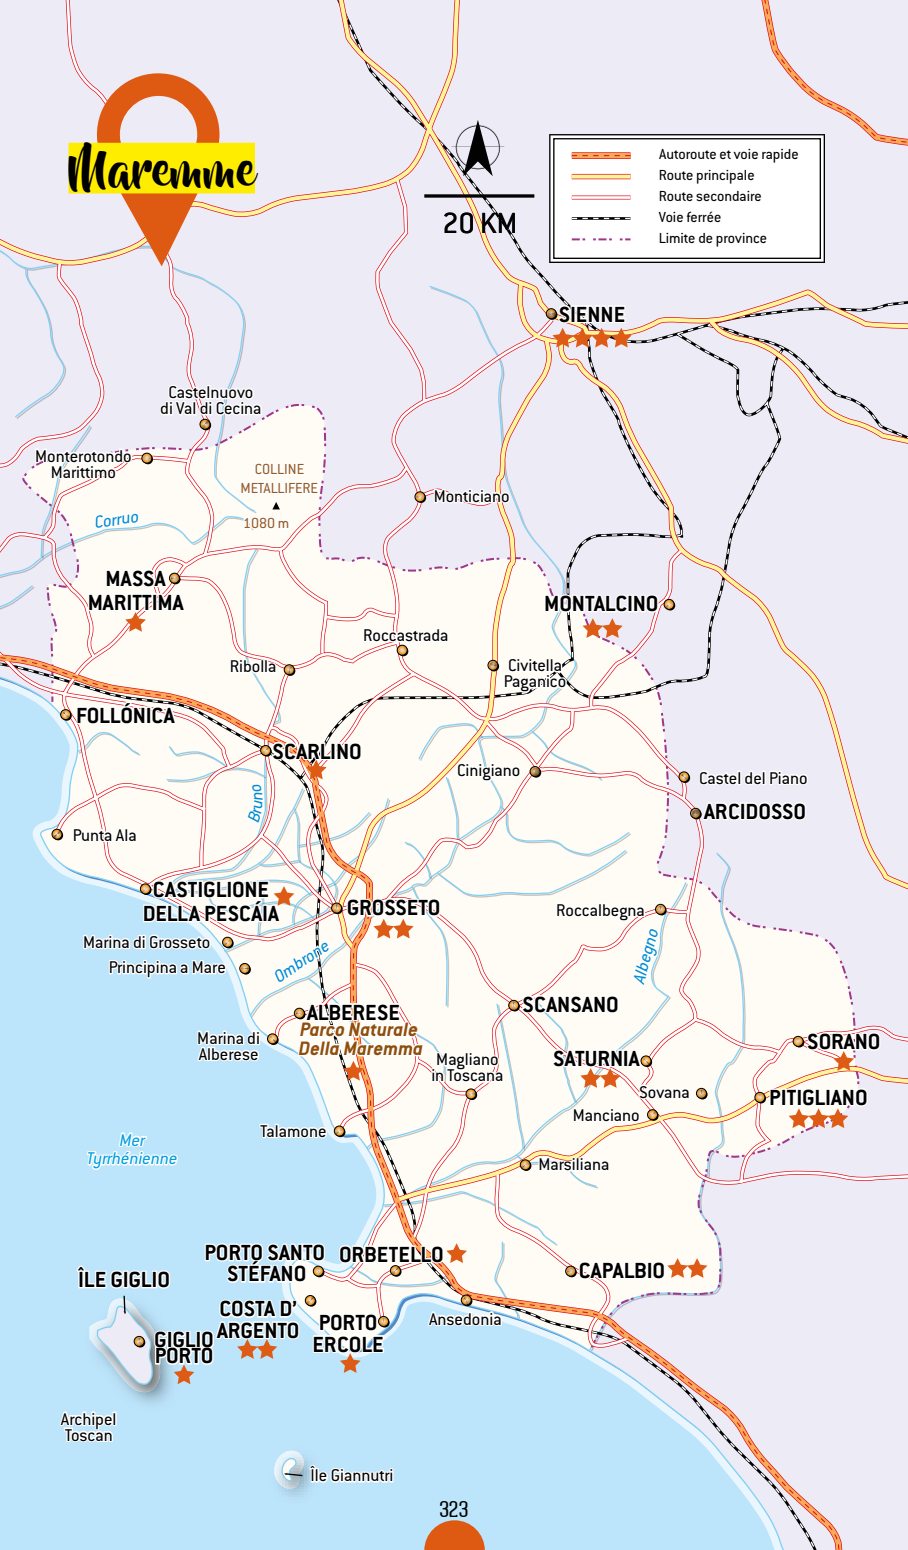 Maremme
20 KM
Autoroute et voie rapide
Route principale
Route secondaire
Voie ferrée
Limite de province
SIENNE
Castelnuovo
di Val di Cecina
Monterotondo
Marittimo
COLLINE
METALLIFERE
1080 m
Monticiano
Corruo
MASSA
MARITTIMA
MONTALCINO
Roccastrada
Ribolla
Civitella
Paganico
FOLLÓNICA
SCARLINO
Cinigiano
Castel del Piano
Bruno
ARCIDOSSO
Punta Ala
CASTIGLIONE
DELLA PESCÁIA
GROSSETO
Roccalbegna
Marina di Grosseto
Principina a Mare
Ombrone
Albegno
ALBERESE
Parco Naturale
Della Maremma
SCANSANO
Marina di
Alberese
Magliano
in Toscana
SATURNIA
SORANO
Sovana
PITIGLIANO
Manciano
Talamone
Mer
Tyrrhénienne
Marsiliana
PORTO SANTO
STÉFANO
ORBETELLO
CAPALBIO
ÎLE GIGLIO
COSTA D'
ARGENTO
PORTO
ERCOLE
Ansedonia
GIGLIO
PORTO
Archipel
Toscan
Île Giannutri
323